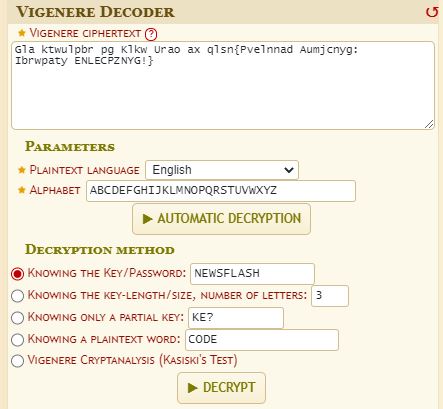 VIGENERE DECODER
★ VIGENERE CIPHERTEXT ?
Gla ktwulpbr pg Klkw Urao ax qlsn{Pvelnnad Aumjcnyg:
Ibrwpaty ENLECPZNYG!}
PARAMETERS
★ PLAINTEXT LANGUAGE English
★ ALPHABET ABCDEFGHIJKLMNOPQRSTUVWXYZ
▶ AUTOMATIC DECRYPTION
DECRYPTION METHOD
KNOWING THE KEY/PASSWORD: NEWSFLASH
KNOWING THE KEY-LENGTH/SIZE, NUMBER OF LETTERS: 3
KNOWING ONLY A PARTIAL KEY: KE?
KNOWING A PLAINTEXT WORD: CODE
VIGENERE CRYPTANALYSIS (KASISKI'S TEST)
▶ DECRYPT